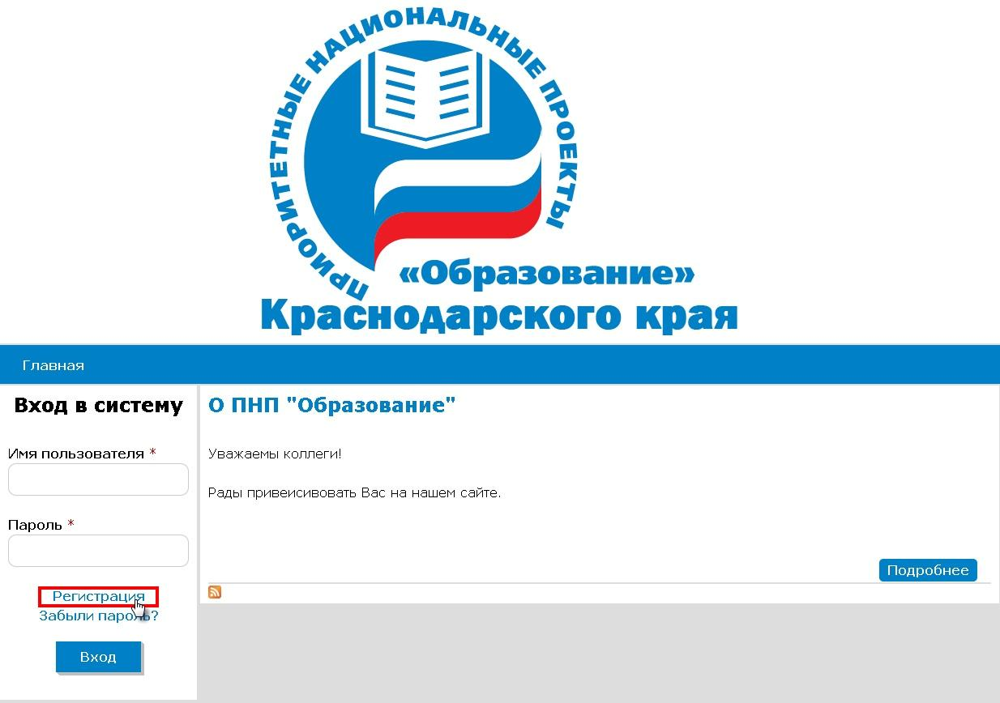 ПРИОРИТЕТНЫЕ НАЦИОНАЛЬНЫЕ ПРОЕКТЫ
«Образование»
Краснодарского края
Главная
Вход в систему
Имя пользователя *
Пароль *
Регистрация
Забыли пароль?
Вход
О ПНП "Образование"
Уважаемы коллеги!
Рады привеисивовать Вас на нашем сайте.
Подробнее